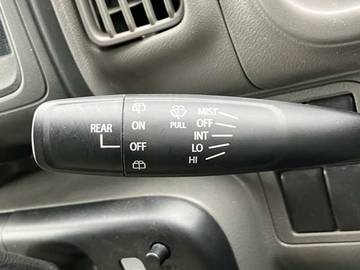 REAR
ON
OFF
PULL
MIST
OFF
INT
LO
HI